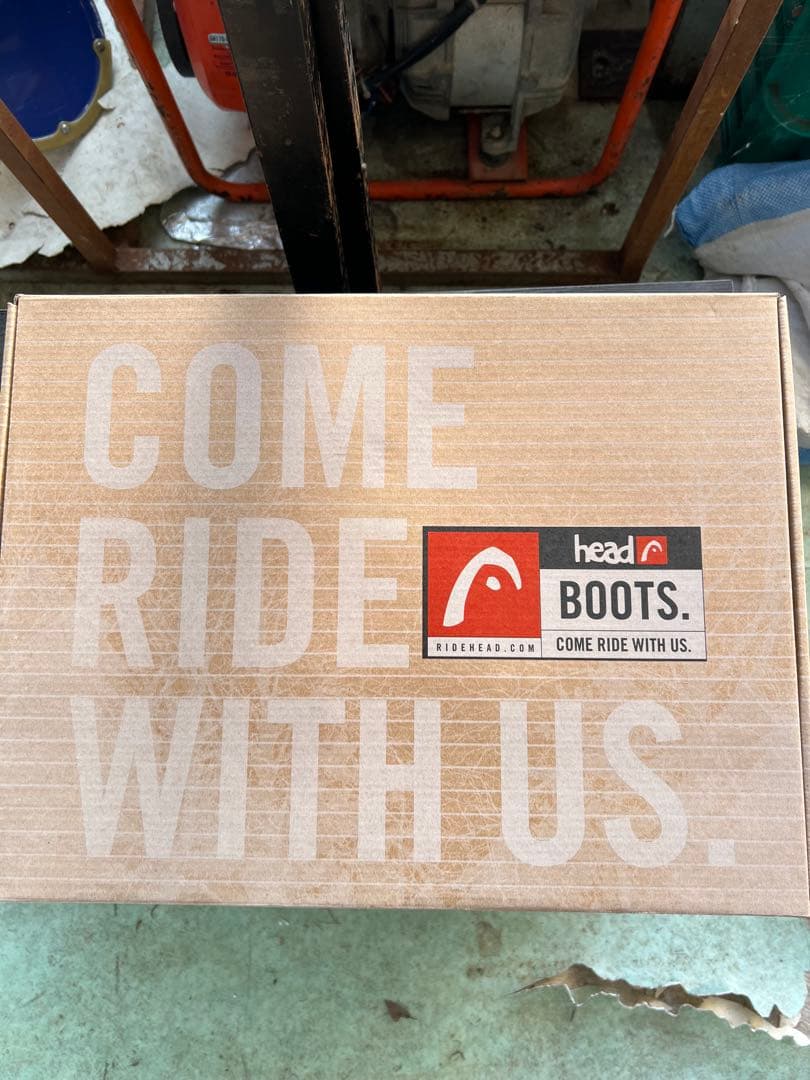 COME
RIDE
WITH US.
head
BOOTS.
RIDEHEAD.COM
COME RIDE WITH US.